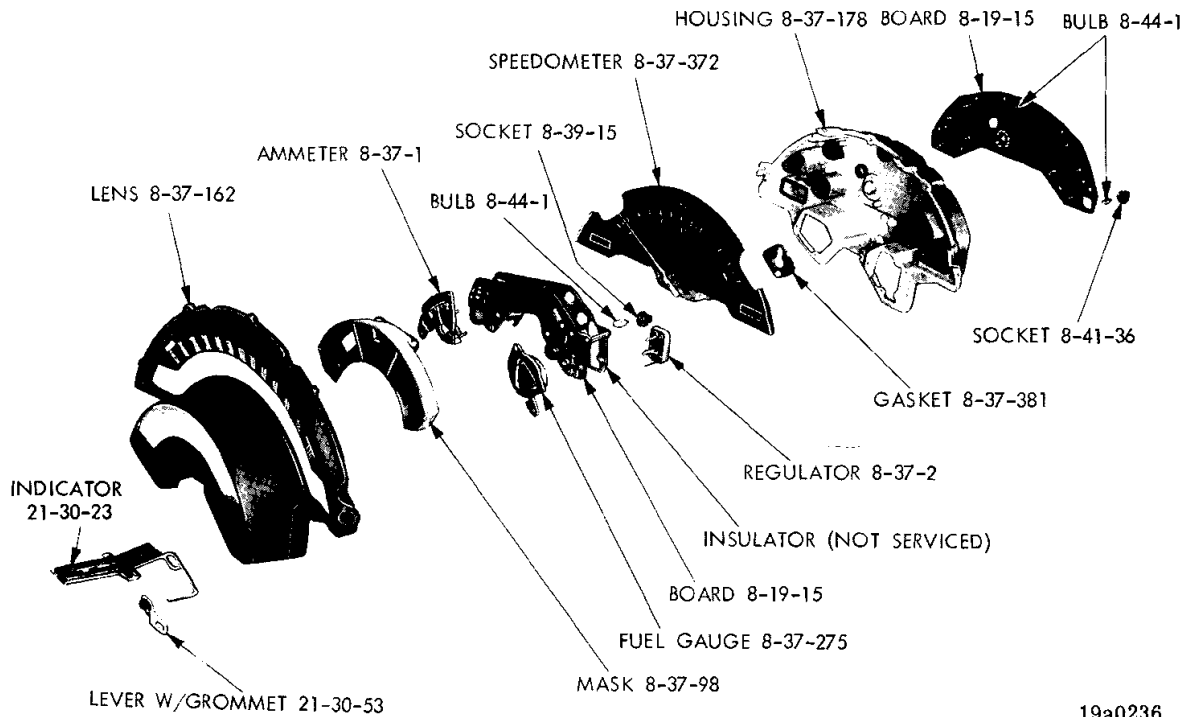 HOUSING 8-37-178 BOARD 8-19-15 BULB 8-44-1
SPEEDOMETER 8-37-372
SOCKET 8-39-15
AMMETER 8-37-1
LENS 8-37-162
BULB 8-44-1
SOCKET 8-41-36
GASKET 8-37-381
REGULATOR 8-37-2
INDICATOR
21-30-23
INSULATOR (NOT SERVICED)
BOARD 8-19-15
FUEL GAUGE 8-37-275
MASK 8-37-98
LEVER W/GROMMET 21-30-53
19a0236